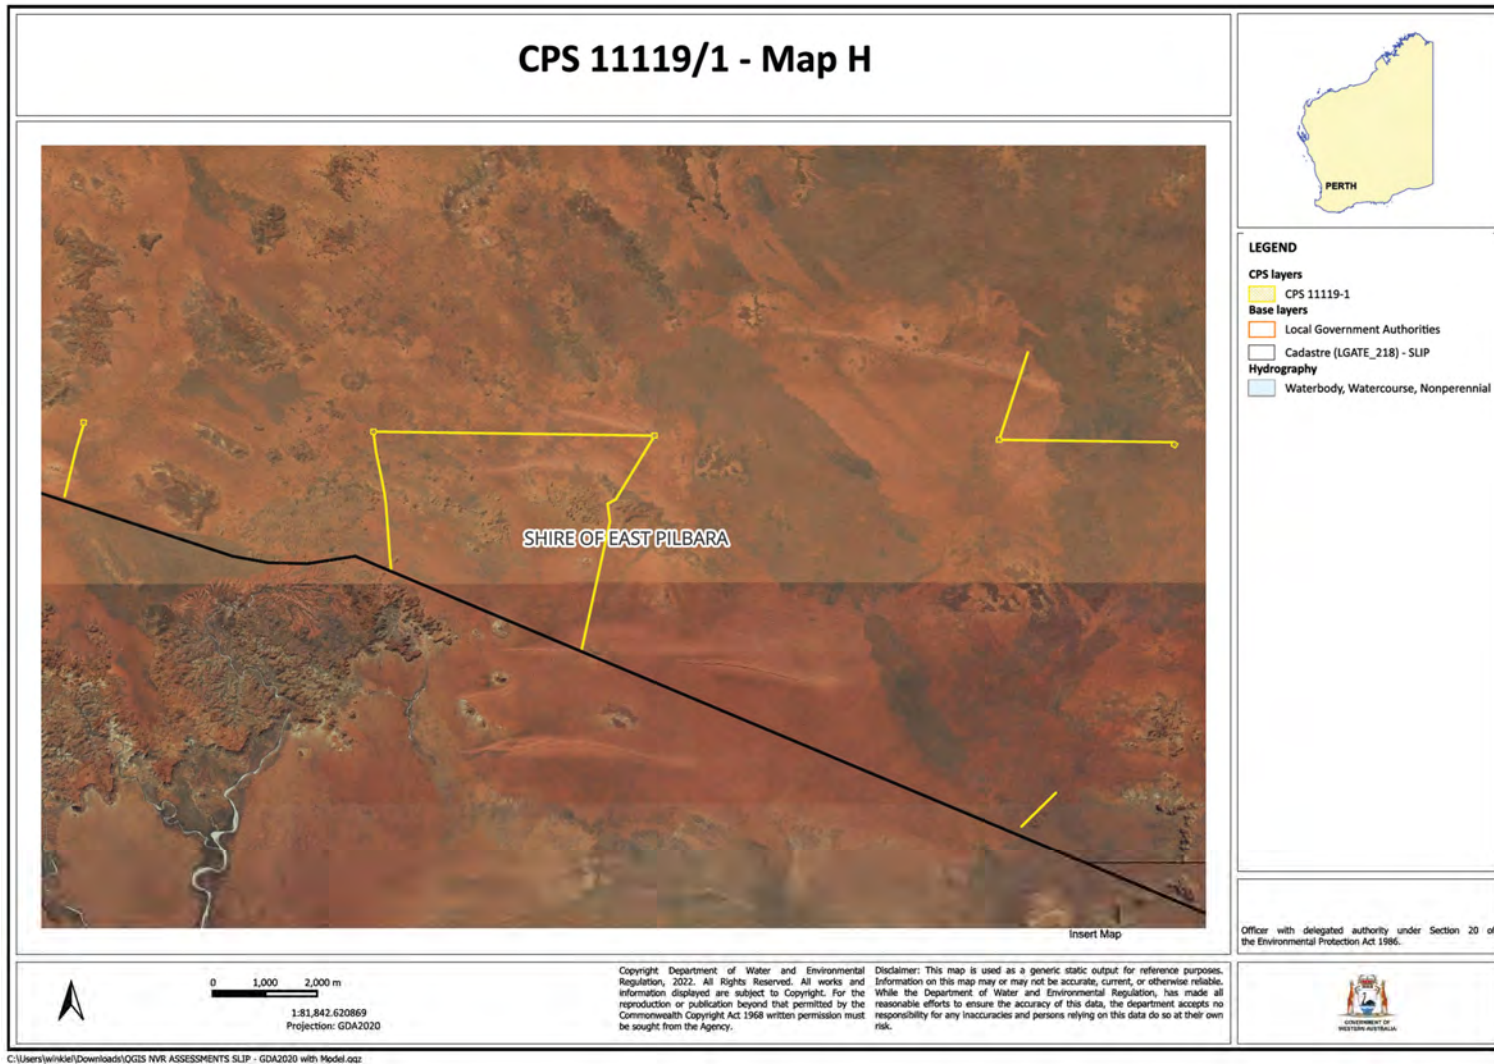 CPS 11119/1 - Map H
PERTH
LEGEND
CPS layers
CPS 11119-1
Base layers
Local Government Authorities
Cadastre (LGATE_218) - SLIP
Hydrography
Waterbody, Watercourse, Nonperennial
SHIRE OF EAST PILBARA
Insert Map
Officer with delegated authority under Section 20 of
the Environmental Protection Act 1986.
0 1,000 2,000 m
1:81,842.620869
Projection: GDA2020
Copyright Department of Water and Environmental
Regulation, 2022. All Rights Reserved. All works and
information displayed are subject to Copyright. For the
reproduction or publication beyond that permitted by the
Commonwealth Copyright Act 1968 written permission must
be sought from the Agency.
Disclaimer: This map is used as a generic static output for reference purposes.
Information on this map may or may not be accurate, current, or otherwise reliable.
While the Department of Water and Environmental Regulation, has made all
reasonable efforts to ensure the accuracy of this data, the department accepts no
responsibility for any inaccuracies and persons relying on this data do so at their own
risk.
GOVERNMENT OF
WESTERN AUSTRALIA
C:\Users\winklel\Downloads\QGIS NVR ASSESSMENTS SLIP - GDA2020 with Model.qgz